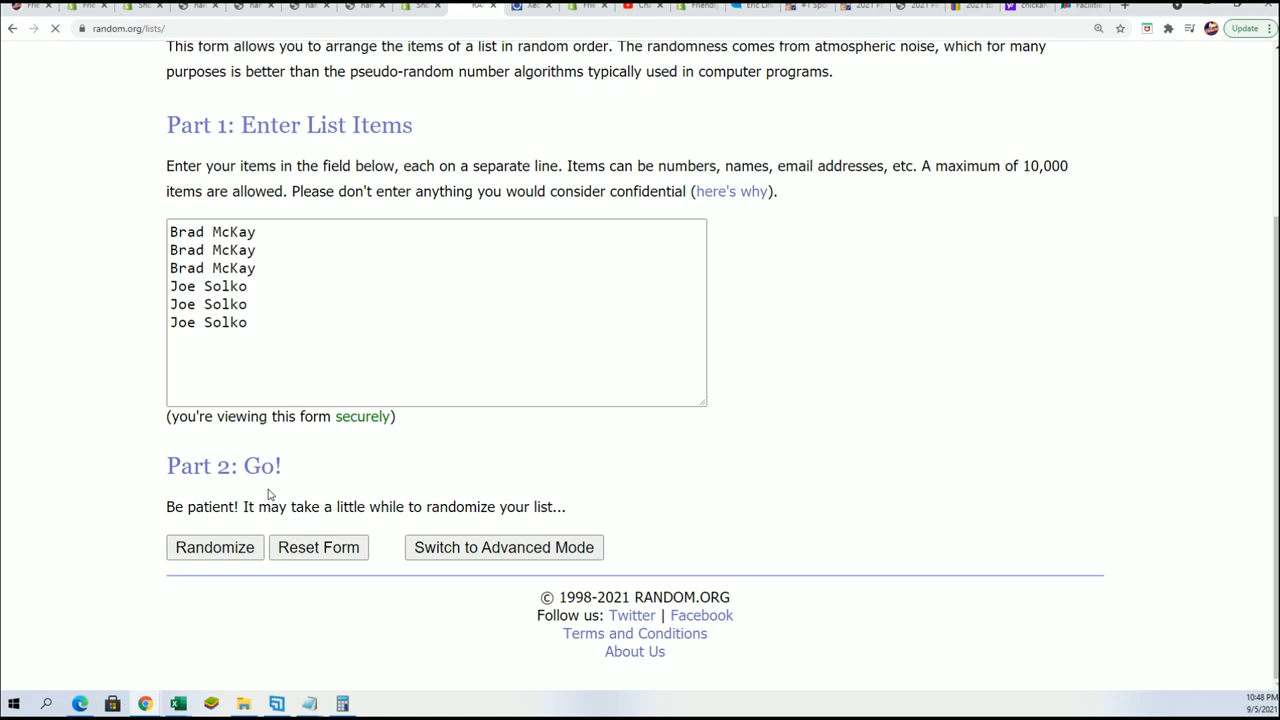 random.org/lists/
Update
This form allows you to arrange the items of a list in random order. The randomness comes from atmospheric noise, which for many
purposes is better than the pseudo-random number algorithms typically used in computer programs.
Part 1: Enter List Items
Enter your items in the field below, each on a separate line. Items can be numbers, names, email addresses, etc. A maximum of 10,000
items are allowed. Please don't enter anything you would consider confidential (here's why).
Brad McKay
Brad McKay
Brad McKay
Joe Solko
Joe Solko
Joe Solko
(you're viewing this form securely)
Part 2: Go!
Be patient! It may take a little while to randomize your list...
Randomize Reset Form Switch to Advanced Mode
© 1998-2021 RANDOM.ORG
Follow us: Twitter | Facebook
Terms and Conditions
About Us
10:48 PM
9/5/2021